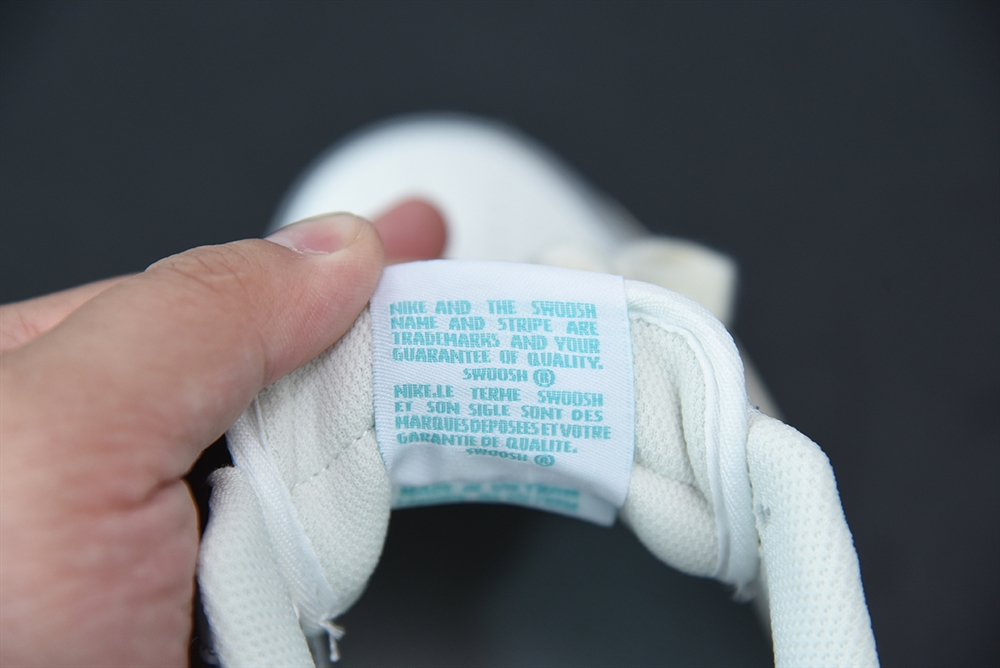 NIKE AND THE SWOOSH
NAME AND STRIPE ARE
TRADEMARKS AND YOUR
GUARANTEE OF QUALITY.
SWOOSH ®
NIKE.LE TERME SWOOSH
ET SON SIGLE SONT DES
MARQUES DEPOSEES ET VOTRE
GARANTIE DE QUALITE.
SWOOSH ®